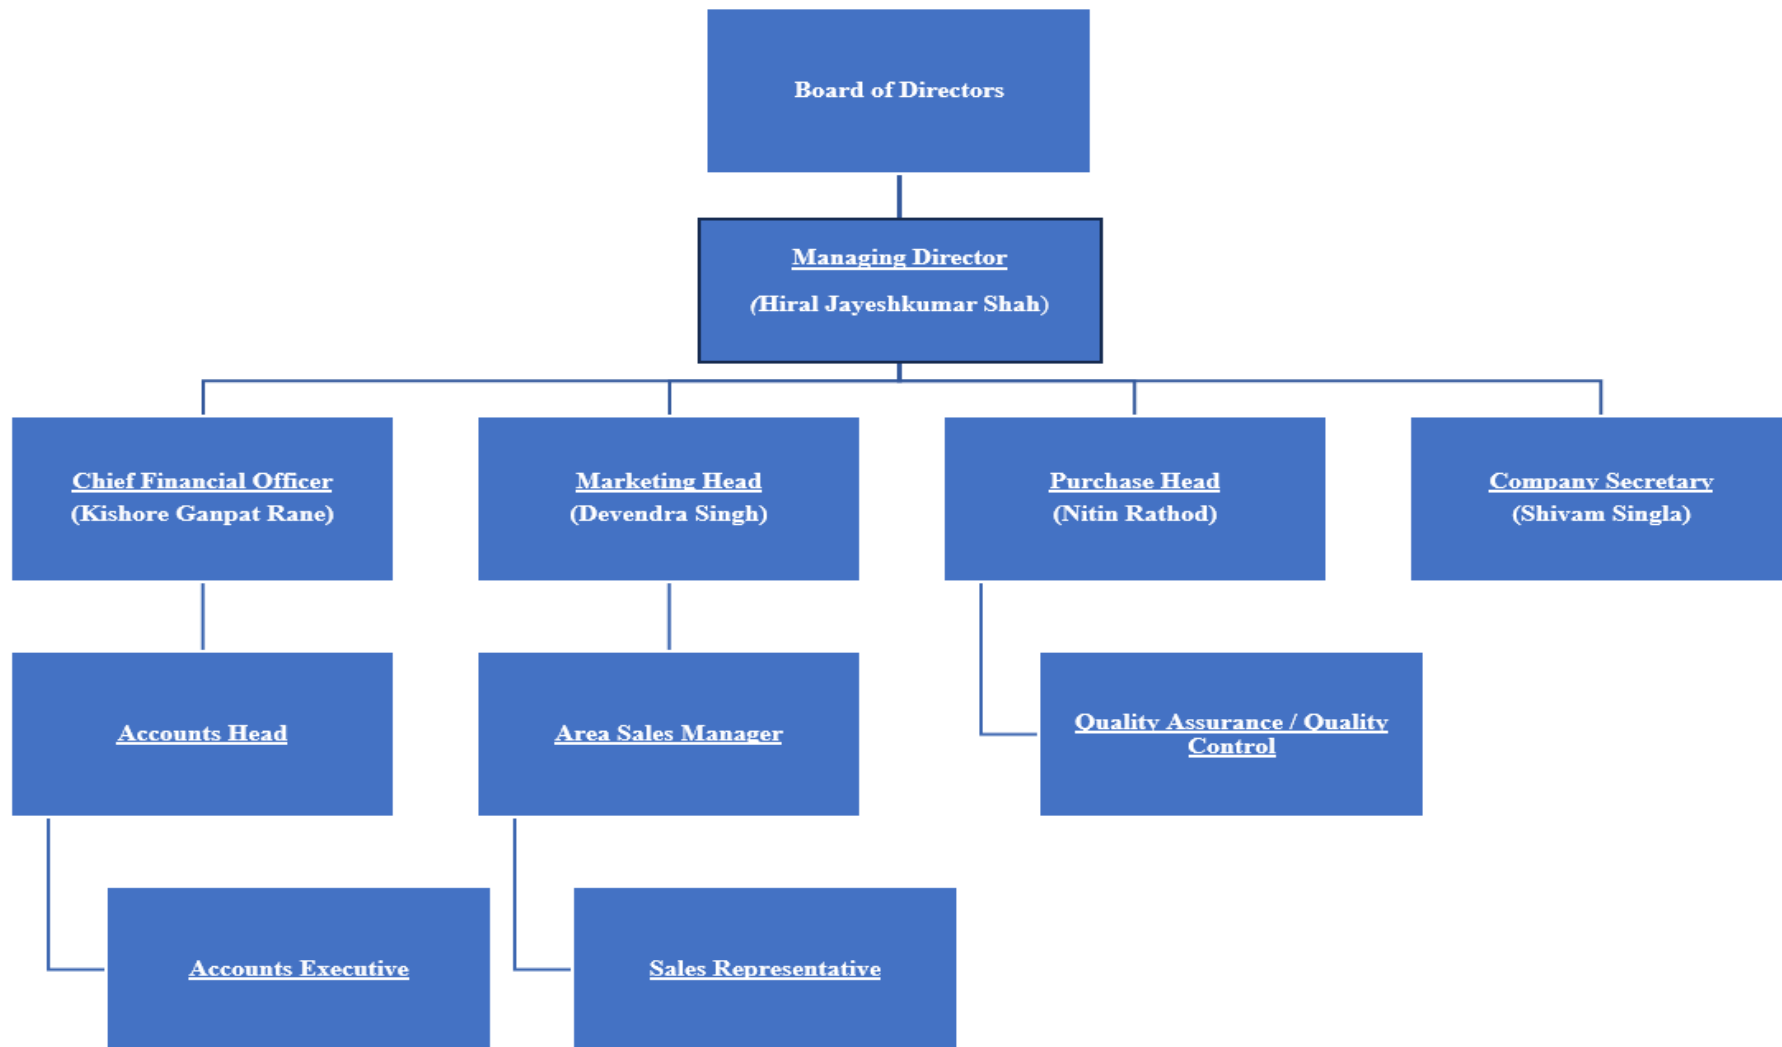 Board of Directors
Managing Director
(Hiral Jayeshkumar Shah)
Chief Financial Officer
(Kishore Ganpat Rane)
Marketing Head
(Devendra Singh)
Purchase Head
(Nitin Rathod)
Company Secretary
(Shivam Singla)
Accounts Head
Area Sales Manager
Quality Assurance / Quality
Control
Accounts Executive
Sales Representative